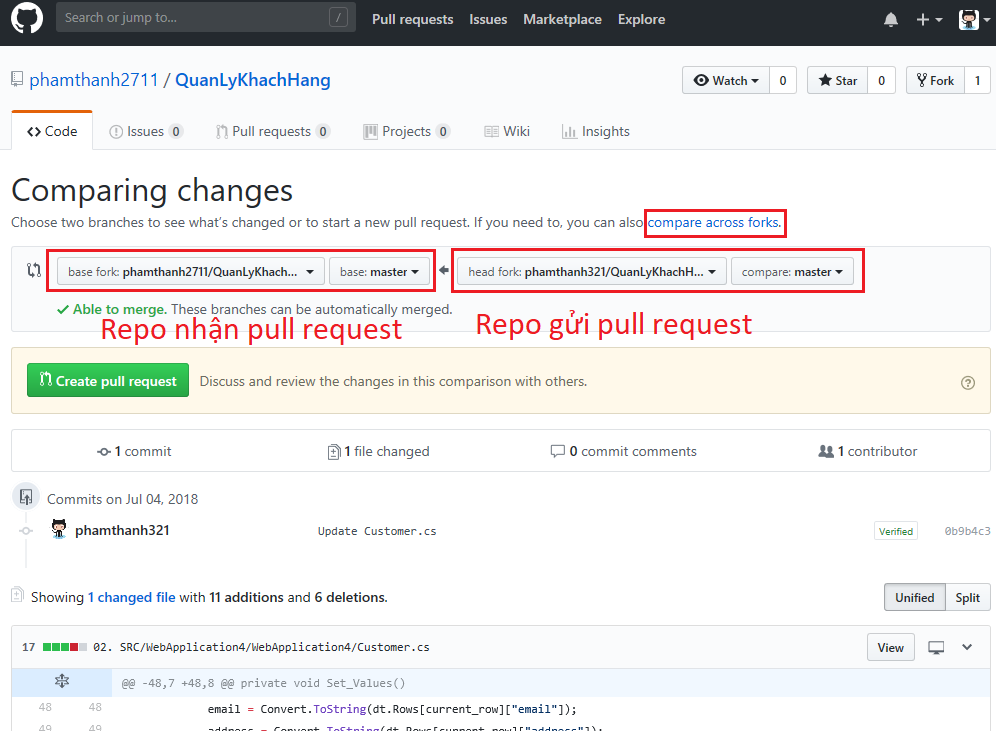 Search or jump to... /
Pull requests Issues Marketplace Explore
phamthanh2711 / QuanLyKhachHang
Watch 0 Star 0 Fork 1
Code Issues 0 Pull requests 0 Projects 0 Wiki Insights
Comparing changes
Choose two branches to see what's changed or to start a new pull request. If you need to, you can also compare across forks.
base fork: phamthanh2711/QuanLyKhach... base: master head fork: phamthanh321/QuanLyKhachH... compare: master
Able to merge. These branches can be automatically merged.
Repo nhận pull request Repo gửi pull request
Create pull request Discuss and review the changes in this comparison with others.
1 commit 1 file changed 0 commit comments 1 contributor
Commits on Jul 04, 2018
phamthanh321 Update Customer.cs Verified 0b9b4c3
Showing 1 changed file with 11 additions and 6 deletions. Unified Split
17 02. SRC/WebApplication4/WebApplication4/Customer.cs View
@@ -48,7 +48,8 @@ private void Set_Values()
48 48 email = Convert.ToString(dt.Rows[current_row]["email"]);
49 49 address = Convert.ToString(dt.Rows[current_row]["address"]);